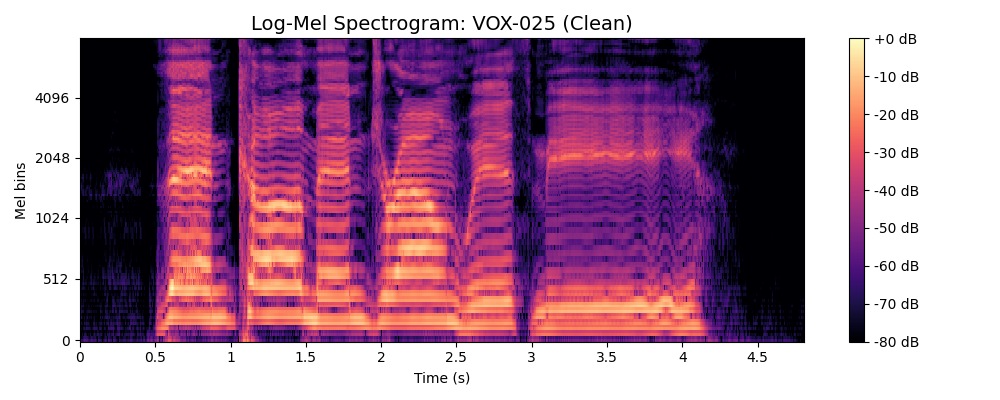 Log-Mel Spectrogram: VOX-025 (Clean)
Mel bins
4096
2048
1024
512
0
0 0.5 1 1.5 2 2.5 3 3.5 4 4.5
Time (s)
+0 dB
-10 dB
-20 dB
-30 dB
-40 dB
-50 dB
-60 dB
-70 dB
-80 dB